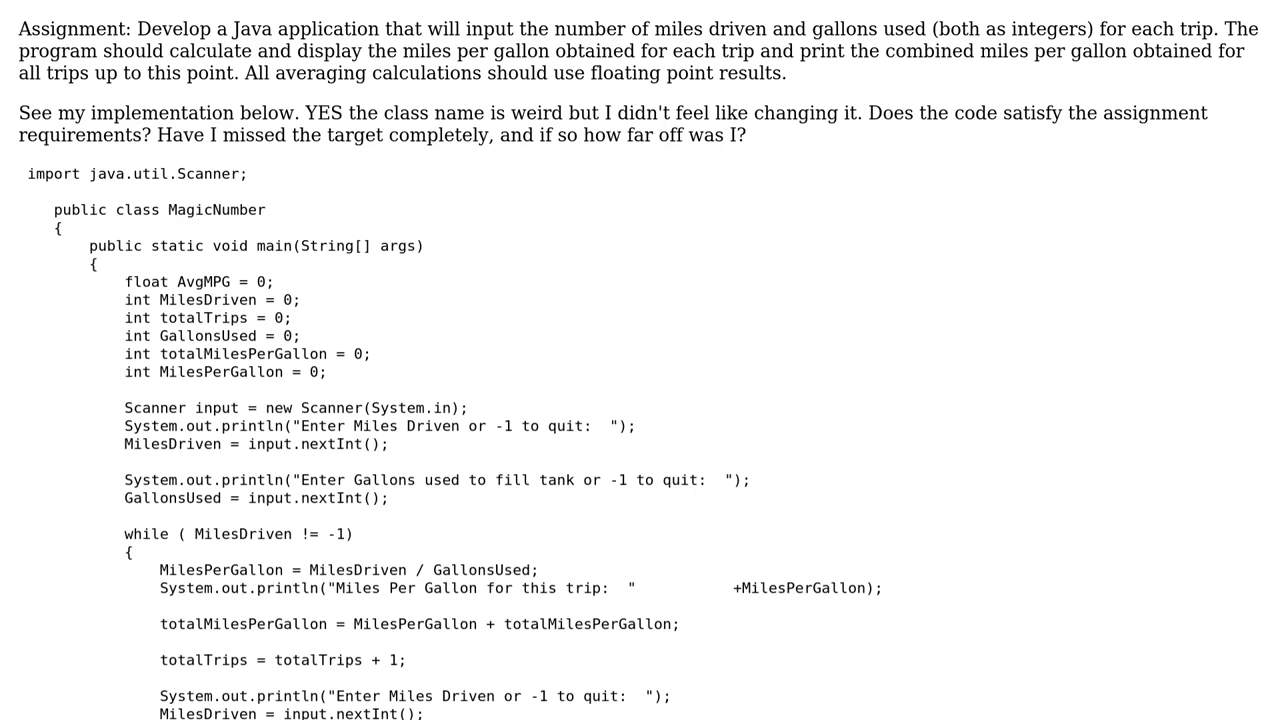 Assignment: Develop a Java application that will input the number of miles driven and gallons used (both as integers) for each trip. The
program should calculate and display the miles per gallon obtained for each trip and print the combined miles per gallon obtained for
all trips up to this point. All averaging calculations should use floating point results.
See my implementation below. YES the class name is weird but I didn't feel like changing it. Does the code satisfy the assignment
requirements? Have I missed the target completely, and if so how far off was I?
import java.util.Scanner;
public class MagicNumber
{
public static void main(String[] args)
{
float AvgMPG = 0;
int MilesDriven = 0;
int totalTrips = 0;
int GallonsUsed = 0;
int totalMilesPerGallon = 0;
int MilesPerGallon = 0;
Scanner input = new Scanner(System.in);
System.out.println("Enter Miles Driven or -1 to quit:  ");
MilesDriven = input.nextInt();
System.out.println("Enter Gallons used to fill tank or -1 to quit:  ");
GallonsUsed = input.nextInt();
while ( MilesDriven != -1)
{
MilesPerGallon = MilesDriven / GallonsUsed;
System.out.println("Miles Per Gallon for this trip:  "           +MilesPerGallon);
totalMilesPerGallon = MilesPerGallon + totalMilesPerGallon;
totalTrips = totalTrips + 1;
System.out.println("Enter Miles Driven or -1 to quit:  ");
MilesDriven = input.nextInt();